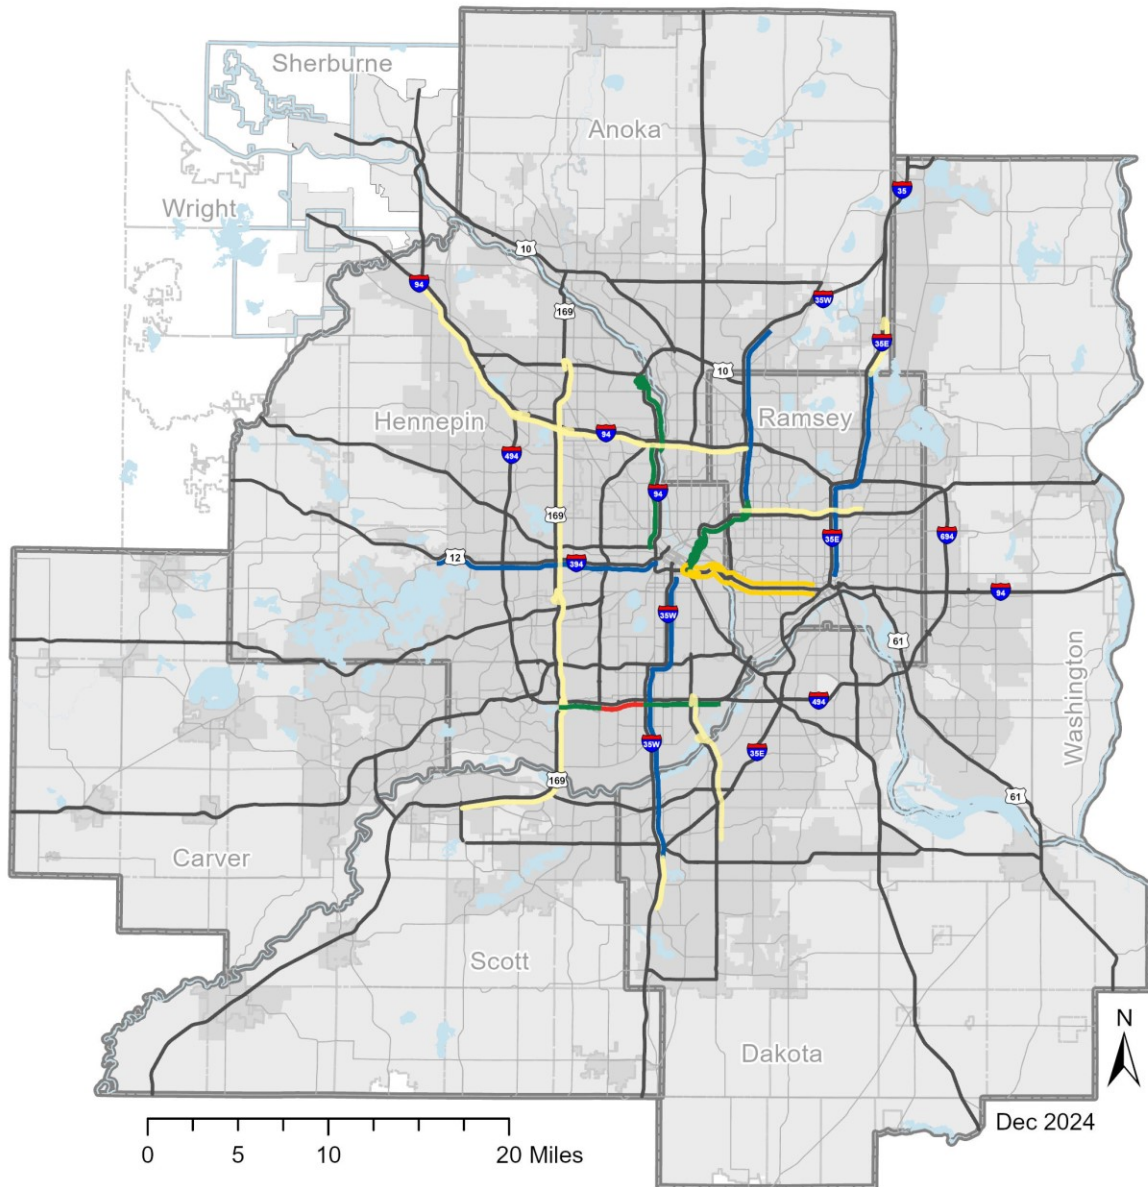 Sherburne
Anoka
Wright
35
10
94
35W
169
35E
10
Hennepin
Ramsey
94
494
94
169
35E
694
12
394
94
35W
61
Washington
494
35W
35E
169
61
Carver
Scott
N
Dakota
Dec 2024
0 5 10 20 Miles